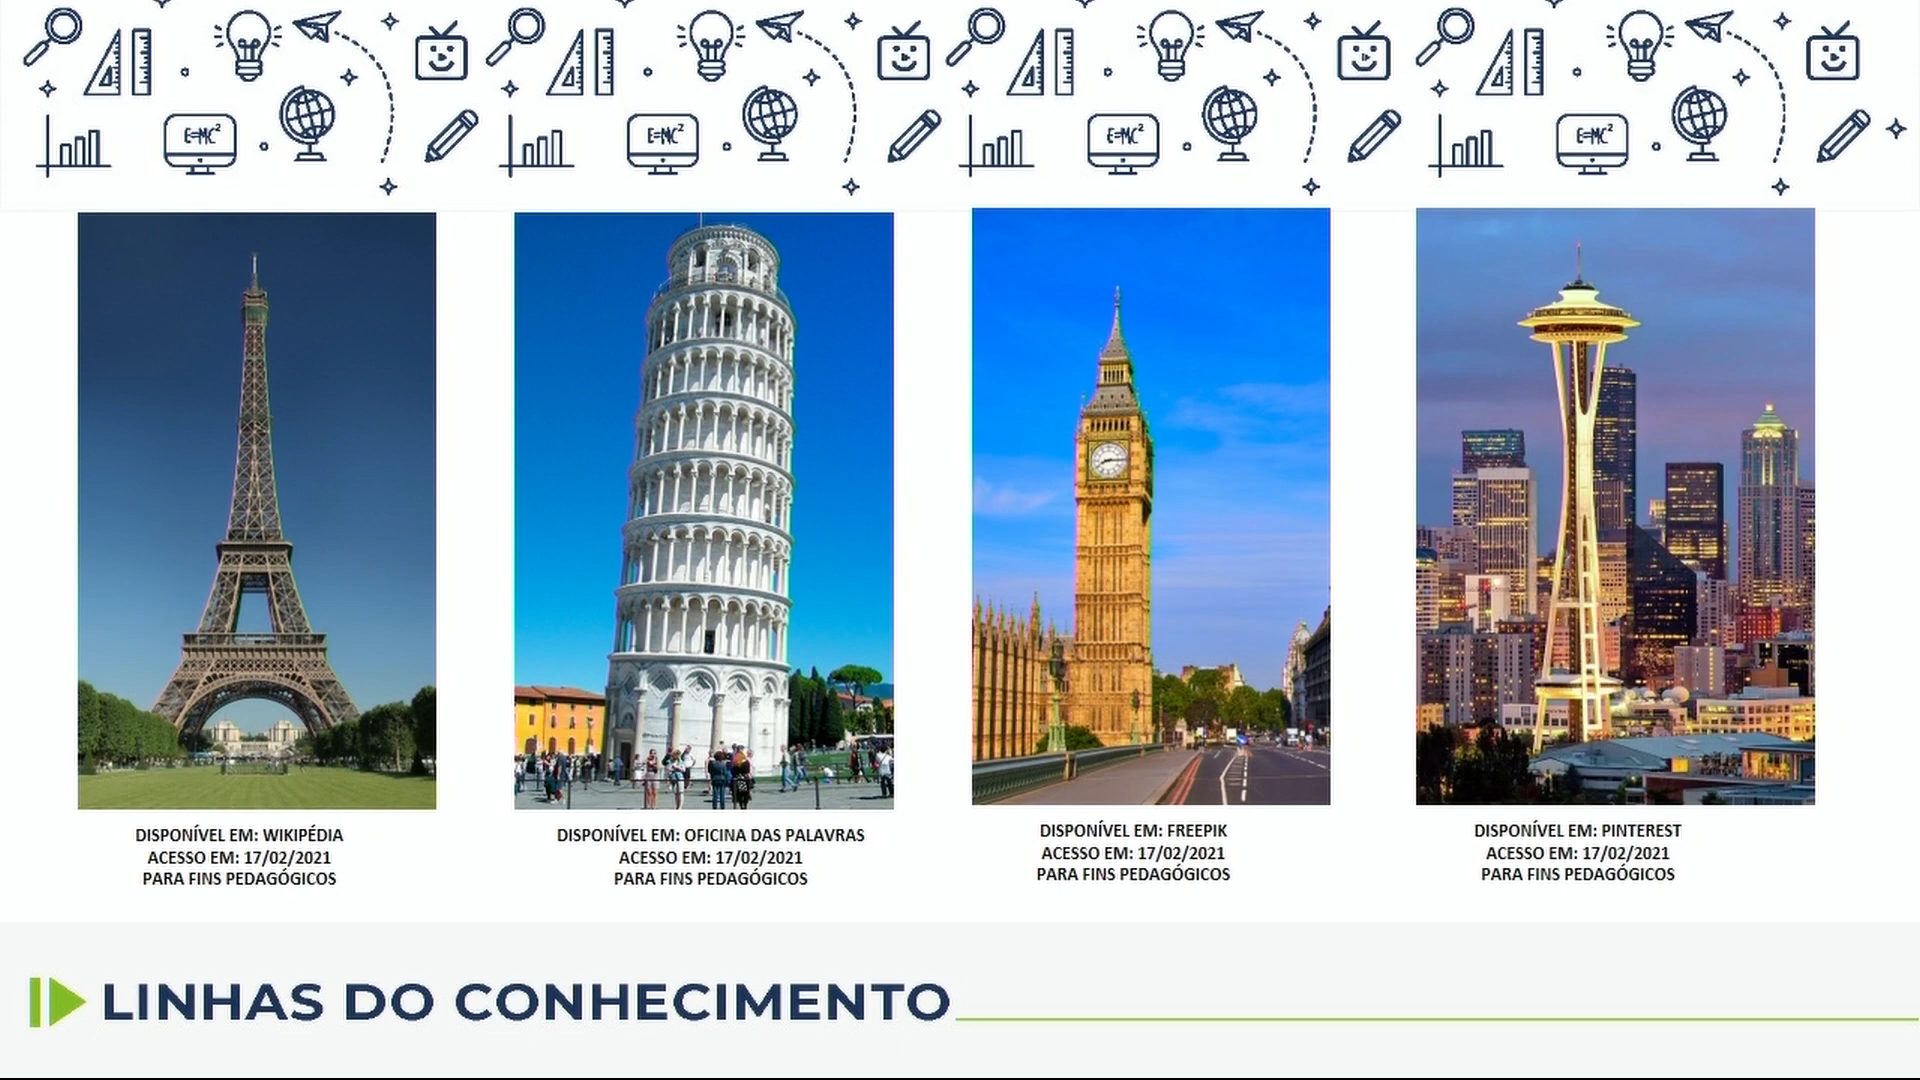 E=MC²
E=MC²
E=MC²
E=MC²
DISPONÍVEL EM: WIKIPÉDIA
ACESSO EM: 17/02/2021
PARA FINS PEDAGÓGICOS
DISPONÍVEL EM: OFICINA DAS PALAVRAS
ACESSO EM: 17/02/2021
PARA FINS PEDAGÓGICOS
DISPONÍVEL EM: FREEPIK
ACESSO EM: 17/02/2021
PARA FINS PEDAGÓGICOS
DISPONÍVEL EM: PINTEREST
ACESSO EM: 17/02/2021
PARA FINS PEDAGÓGICOS
LINHAS DO CONHECIMENTO